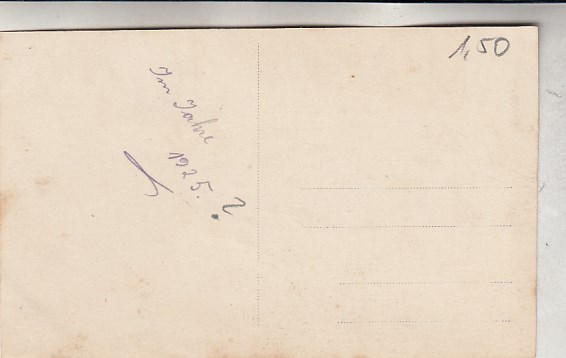 1,50
Im Jahre
1925. ?